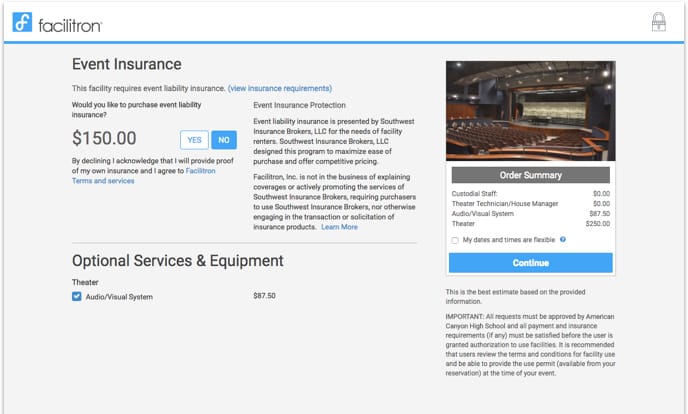 facilitron
Event Insurance
This facility requires event liability insurance. (view insurance requirements)
Would you like to purchase event liability
insurance?
$150.00
YES
NO
By declining I acknowledge that I will provide proof
of my own insurance and I agree to Facilitron
Terms and services
Event Insurance Protection
Event liability insurance is presented by Southwest
Insurance Brokers, LLC for the needs of facility
renters. Southwest Insurance Brokers, LLC
designed this program to maximize ease of
purchase and offer competitive pricing.
Facilitron, Inc. is not in the business of explaining
coverages or actively promoting the services of
Southwest Insurance Brokers, requiring purchasers
to use Southwest Insurance Brokers, nor otherwise
engaging in the transaction or solicitation of
insurance products. Learn More
Optional Services & Equipment
Theater
Audio/Visual System $87.50
Order Summary
Custodial Staff: $0.00
Theater Technician/House Manager $0.00
Audio/Visual System $87.50
Theater $250.00
My dates and times are flexible ?
Continue
This is the best estimate based on the provided
information.
IMPORTANT: All requests must be approved by American
Canyon High School and all payment and insurance
requirements (if any) must be satisfied before the user is
granted authorization to use facilities. It is recommended
that users review the terms and conditions for facility use
and be able to provide the use permit (available from your
reservation) at the time of your event.